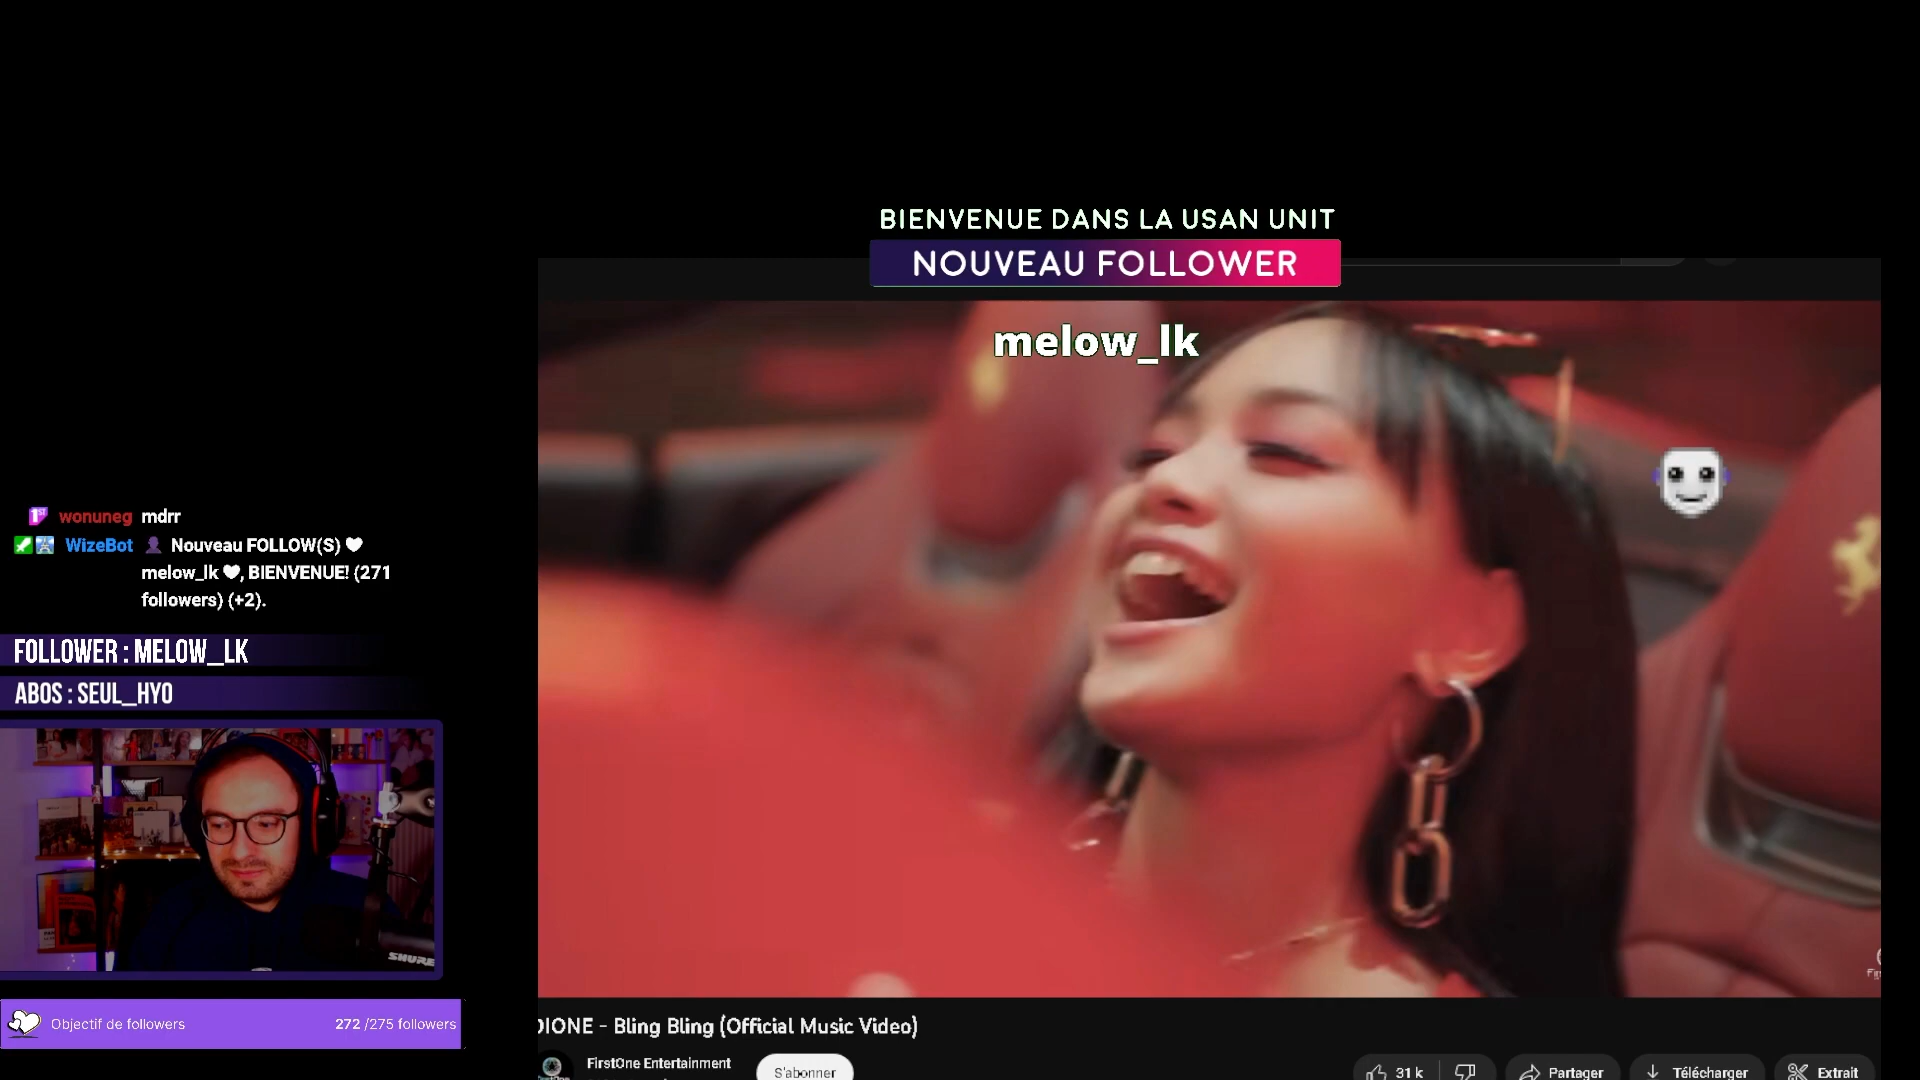 BIENVENUE DANS LA USAN UNIT
NOUVEAU FOLLOWER
melow_lk
wonuneg mdrr
WizeBot Nouveau FOLLOW(S)
melow_lk, BIENVENUE! (271
followers) (+2).
FOLLOWER : MELOW_LK
ABOS : SEUL_HYO
SHURE
Objectif de followers 272 /275 followers
DIONE - Bling Bling (Official Music Video)
FirstOne Entertainment
S'abonner
31 k
Partager
Télécharger
Extrait